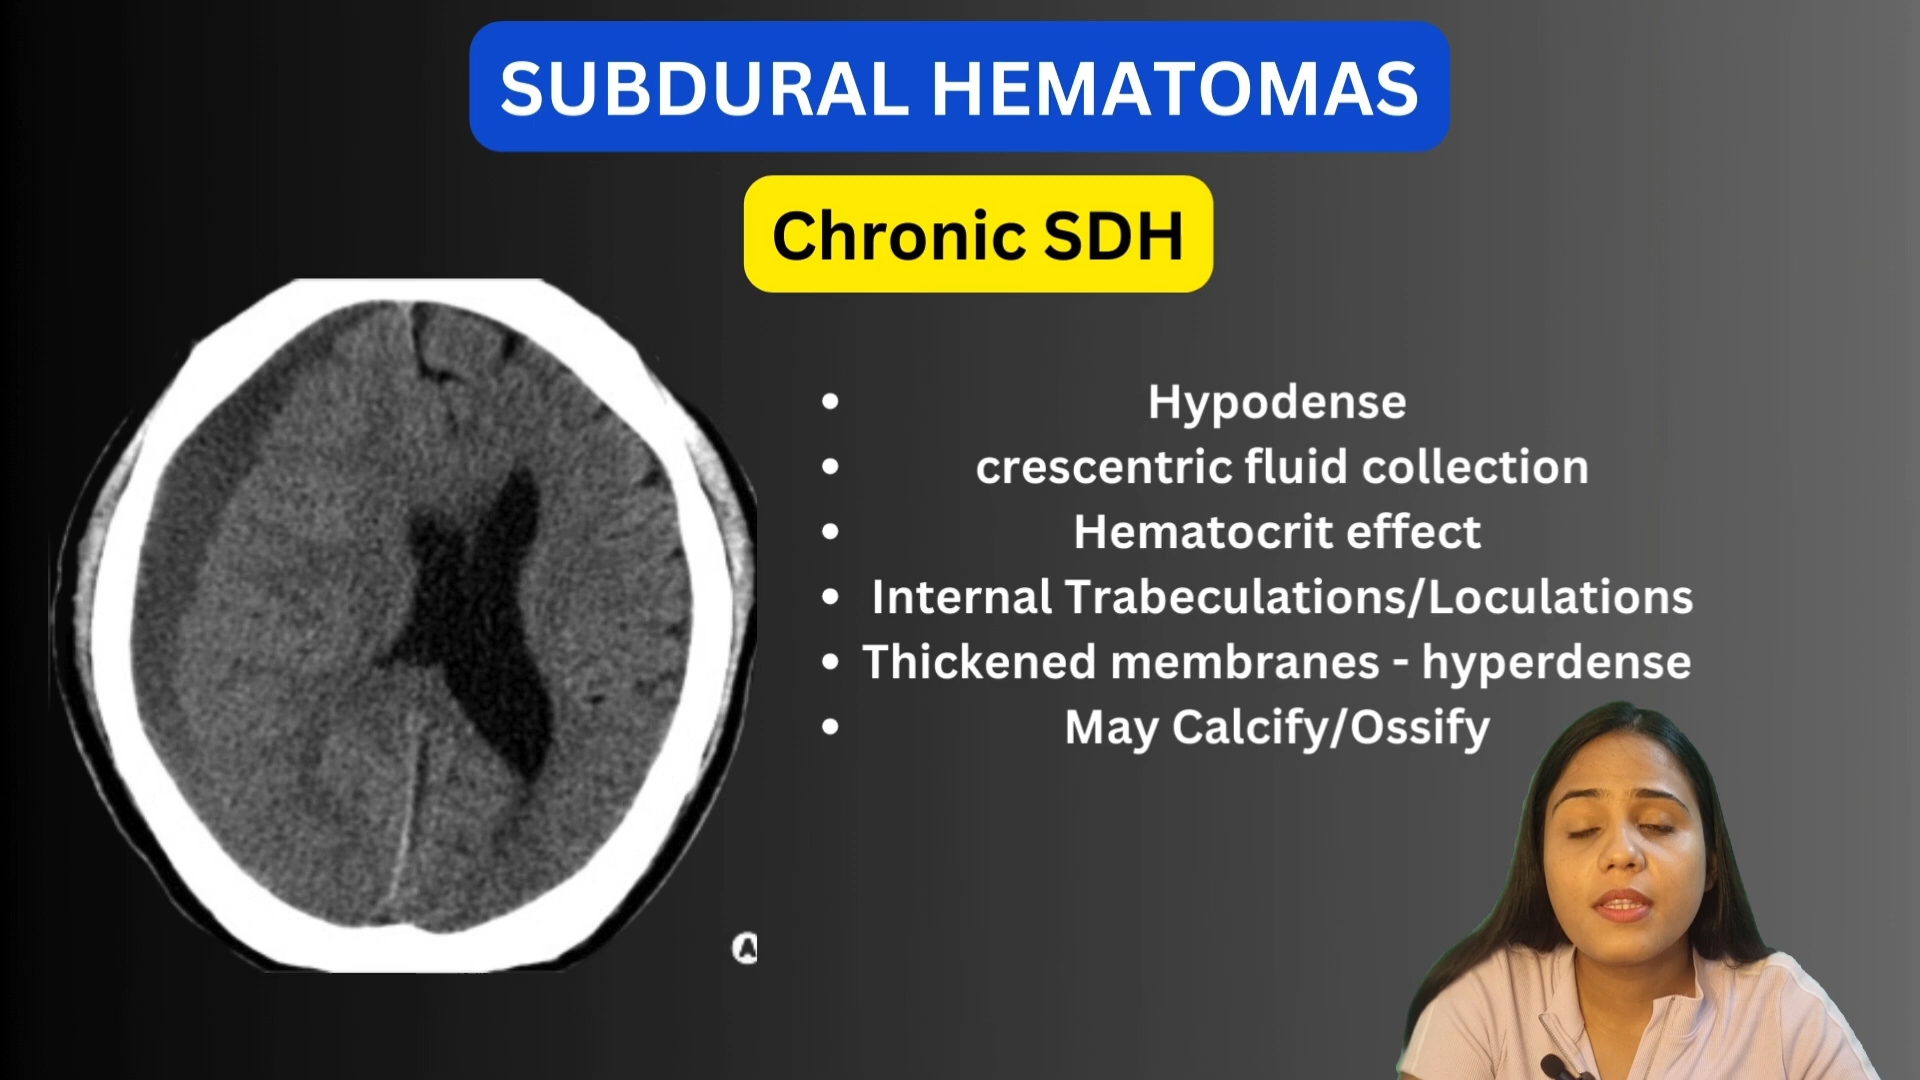 SUBDURAL HEMATOMAS
Chronic SDH
Hypodense
crescentric fluid collection
Hematocrit effect
Internal Trabeculations/Loculations
Thickened membranes - hyperdense
May Calcify/Ossify
A